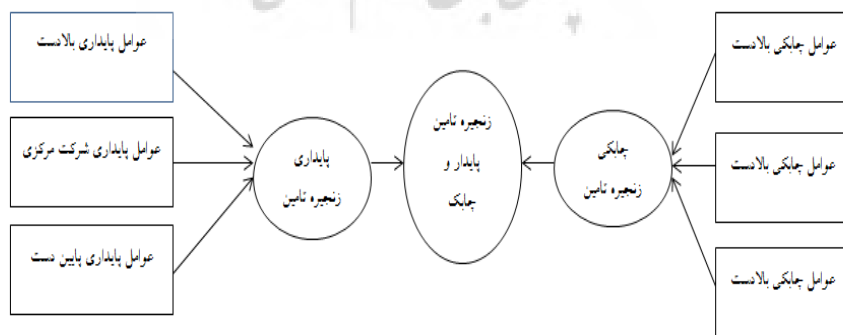 عوامل چابکی بالادست
عوامل چابکی بالادست
عوامل چابکی بالادست
چابکی
زنجیره تامین
زنجیره تامین
پایدار و
چابک
پایداری
زنجیره تامین
عوامل پایداری بالادست
عوامل پایداری شرکت مرکزی
عوامل پایداری پایین دست